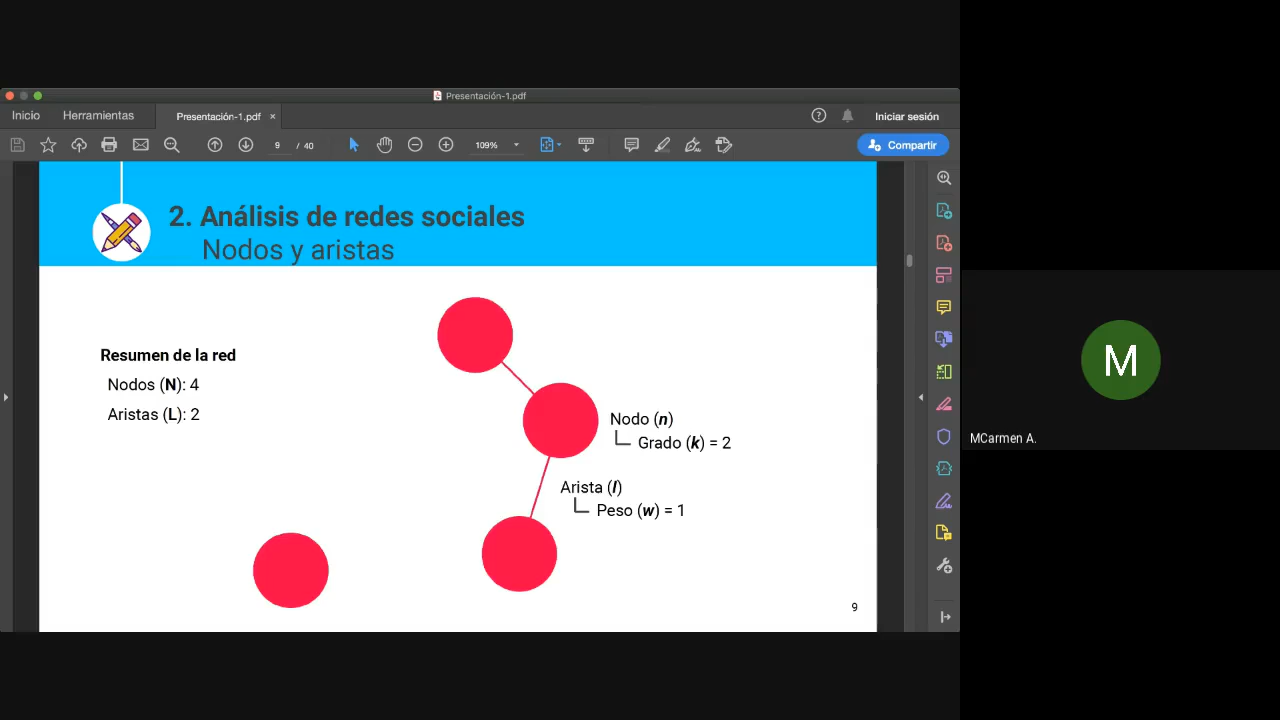 Presentación-1.pdf
Inicio
Herramientas
Presentación-1.pdf ×
Iniciar sesión
9 / 40
109%
Compartir
2. Análisis de redes sociales
Nodos y aristas
Resumen de la red
Nodos (N): 4
Aristas (L): 2
Nodo (n)
Grado (k) = 2
Arista (l)
Peso (w) = 1
9
M
MCarmen A.